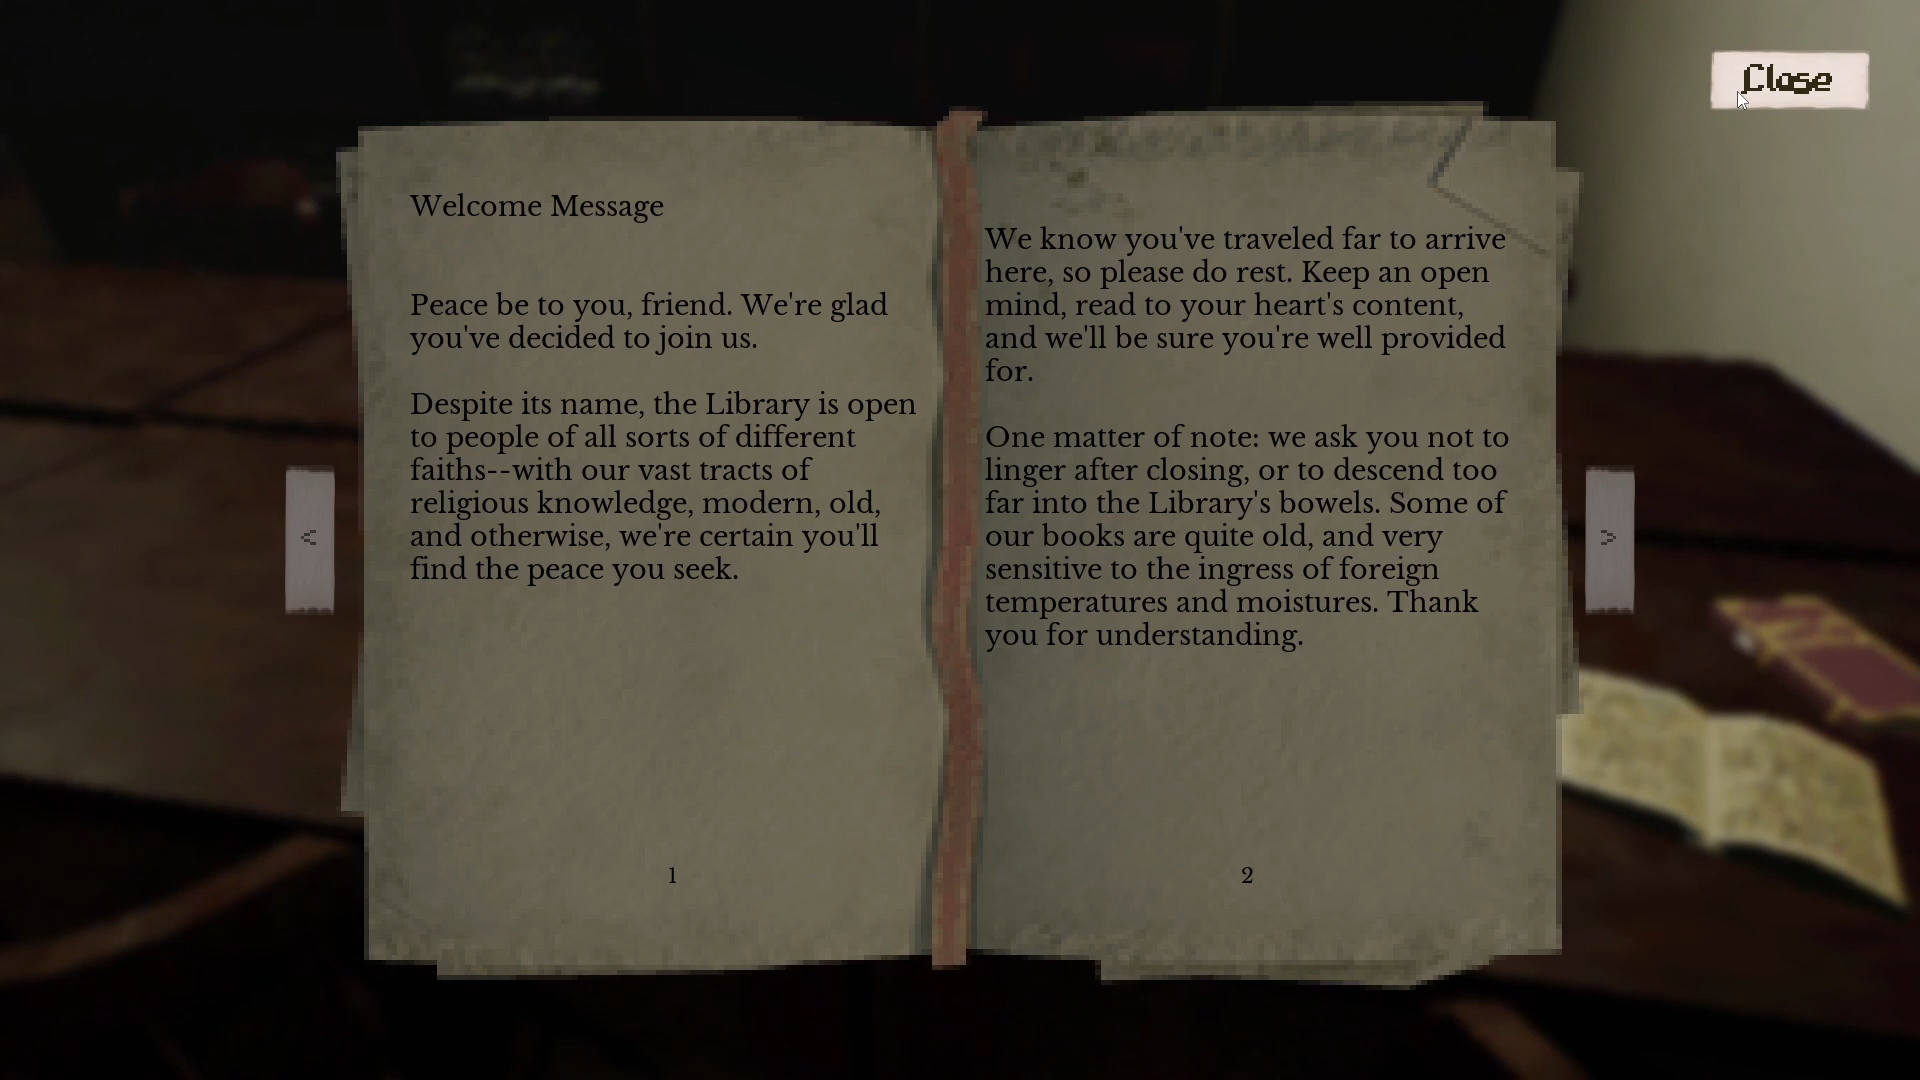 Close
Welcome Message
Peace be to you, friend. We're glad
you've decided to join us.
Despite its name, the Library is open
to people of all sorts of different
faiths--with our vast tracts of
religious knowledge, modern, old,
and otherwise, we're certain you'll
find the peace you seek.
1
We know you've traveled far to arrive
here, so please do rest. Keep an open
mind, read to your heart's content,
and we'll be sure you're well provided
for.
One matter of note: we ask you not to
linger after closing, or to descend too
far into the Library's bowels. Some of
our books are quite old, and very
sensitive to the ingress of foreign
temperatures and moistures. Thank
you for understanding.
2
<
>